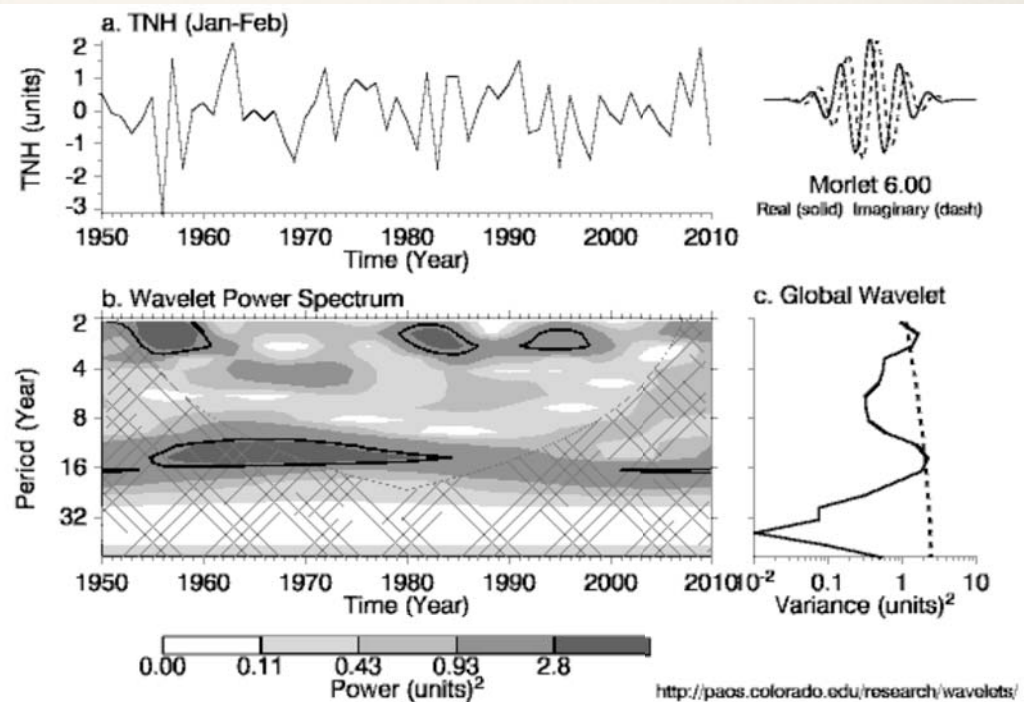 a. TNH (Jan-Feb)
TNH (units)
2
1
0
-1
-2
-3
1950 1960 1970 1980 1990 2000 2010
Time (Year)
Morlet 6.00
Real (solid) Imaginary (dash)
b. Wavelet Power Spectrum
Period (Year)
2
4
8
16
32
1950 1960 1970 1980 1990 2000 2010
Time (Year)
c. Global Wavelet
10-2 0.1 1 10
Variance (units)2
0.00 0.11 0.43 0.93 2.8
Power (units)2
http://paos.colorado.edu/research/wavelets/